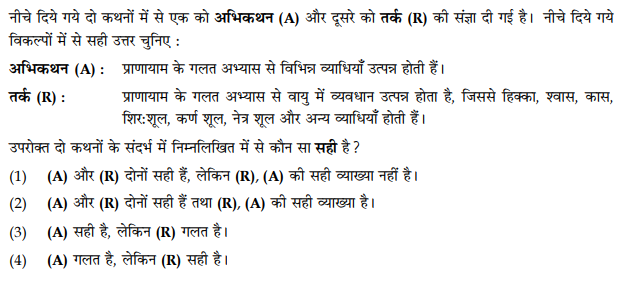 नीचे दिये गये दो कथनों में से एक को अभिकथन (A) और दूसरे को तर्क (R) की संज्ञा दी गई है। नीचे दिये गये
विकल्पों में से सही उत्तर चुनिए :
अभिकथन (A) : प्राणायाम के गलत अभ्यास से विभिन्न व्याधियाँ उत्पन्न होती हैं।
तर्क (R) : प्राणायाम के गलत अभ्यास से वायु में व्यवधान उत्पन्न होता है, जिससे हिक्का, श्वास, कास,
शिर:शूल, कर्ण शूल, नेत्र शूल और अन्य व्याधियाँ होती हैं।
उपरोक्त दो कथनों के संदर्भ में निम्नलिखित में से कौन सा सही है ?
(1) (A) और (R) दोनों सही हैं, लेकिन (R), (A) की सही व्याख्या नहीं है।
(2) (A) और (R) दोनों सही हैं तथा (R), (A) की सही व्याख्या है।
(3) (A) सही है, लेकिन (R) गलत है।
(4) (A) गलत है, लेकिन (R) सही है।